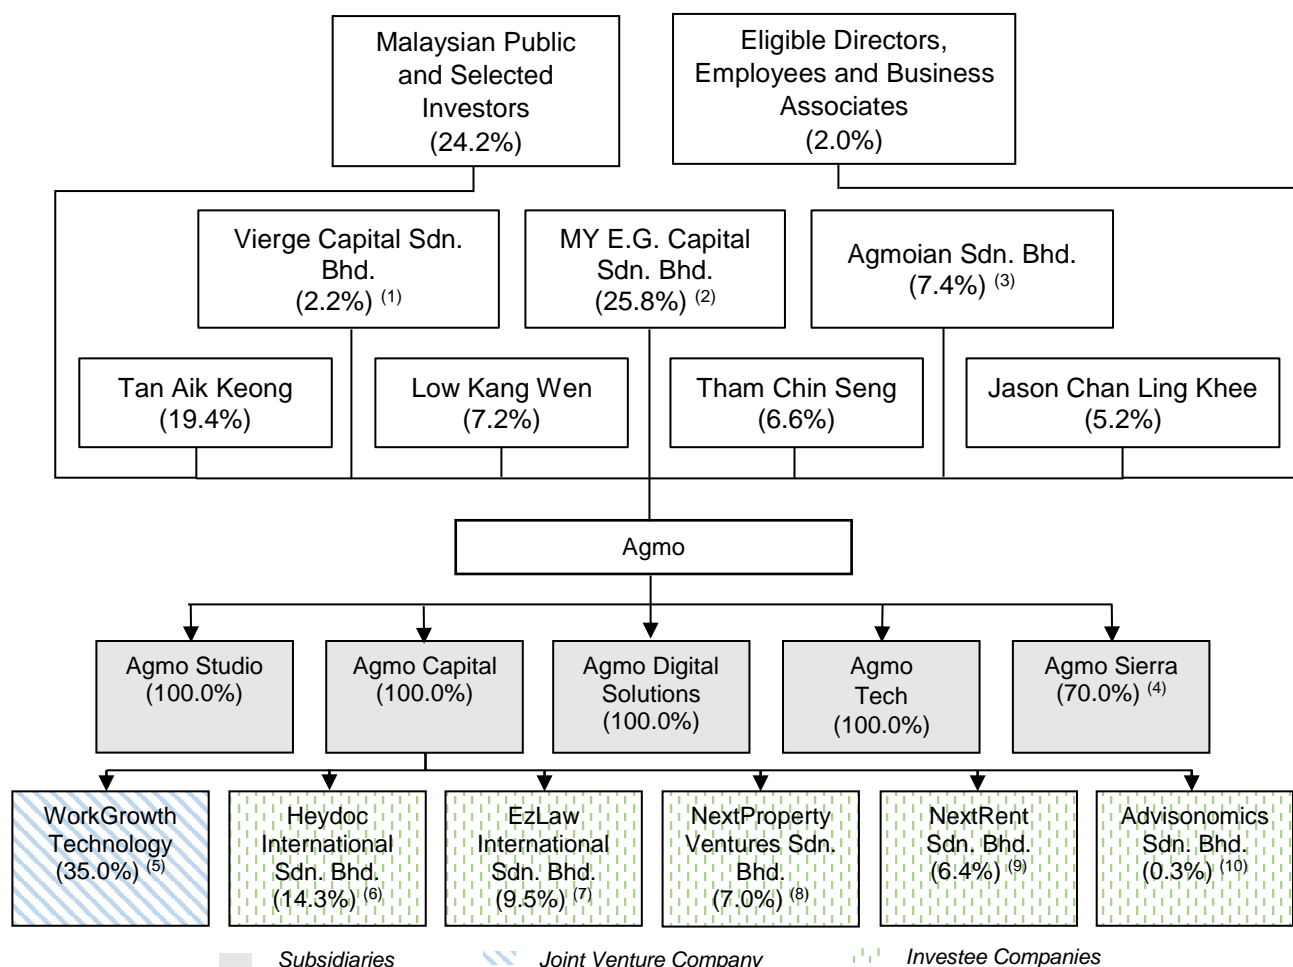 Malaysian Public
and Selected
Investors
(24.2%)
Eligible Directors,
Employees and Business
Associates
(2.0%)
Vierge Capital Sdn.
Bhd.
(2.2%) (1)
MY E.G. Capital
Sdn. Bhd.
(25.8%) (2)
Agmoian Sdn. Bhd.
(7.4%) (3)
Tan Aik Keong
(19.4%)
Low Kang Wen
(7.2%)
Tham Chin Seng
(6.6%)
Jason Chan Ling Khee
(5.2%)
Agmo
Agmo Studio
(100.0%)
Agmo Capital
(100.0%)
Agmo Digital
Solutions
(100.0%)
Agmo
Tech
(100.0%)
Agmo Sierra
(70.0%) (4)
WorkGrowth
Technology
(35.0%) (5)
Heydoc
International
Sdn. Bhd.
(14.3%) (6)
EzLaw
International
Sdn. Bhd.
(9.5%) (7)
NextProperty
Ventures Sdn.
Bhd.
(7.0%) (8)
NextRent
Sdn. Bhd.
(6.4%) (9)
Advisonomics
Sdn. Bhd.
(0.3%) (10)
Subsidiaries
Joint Venture Company
Investee Companies